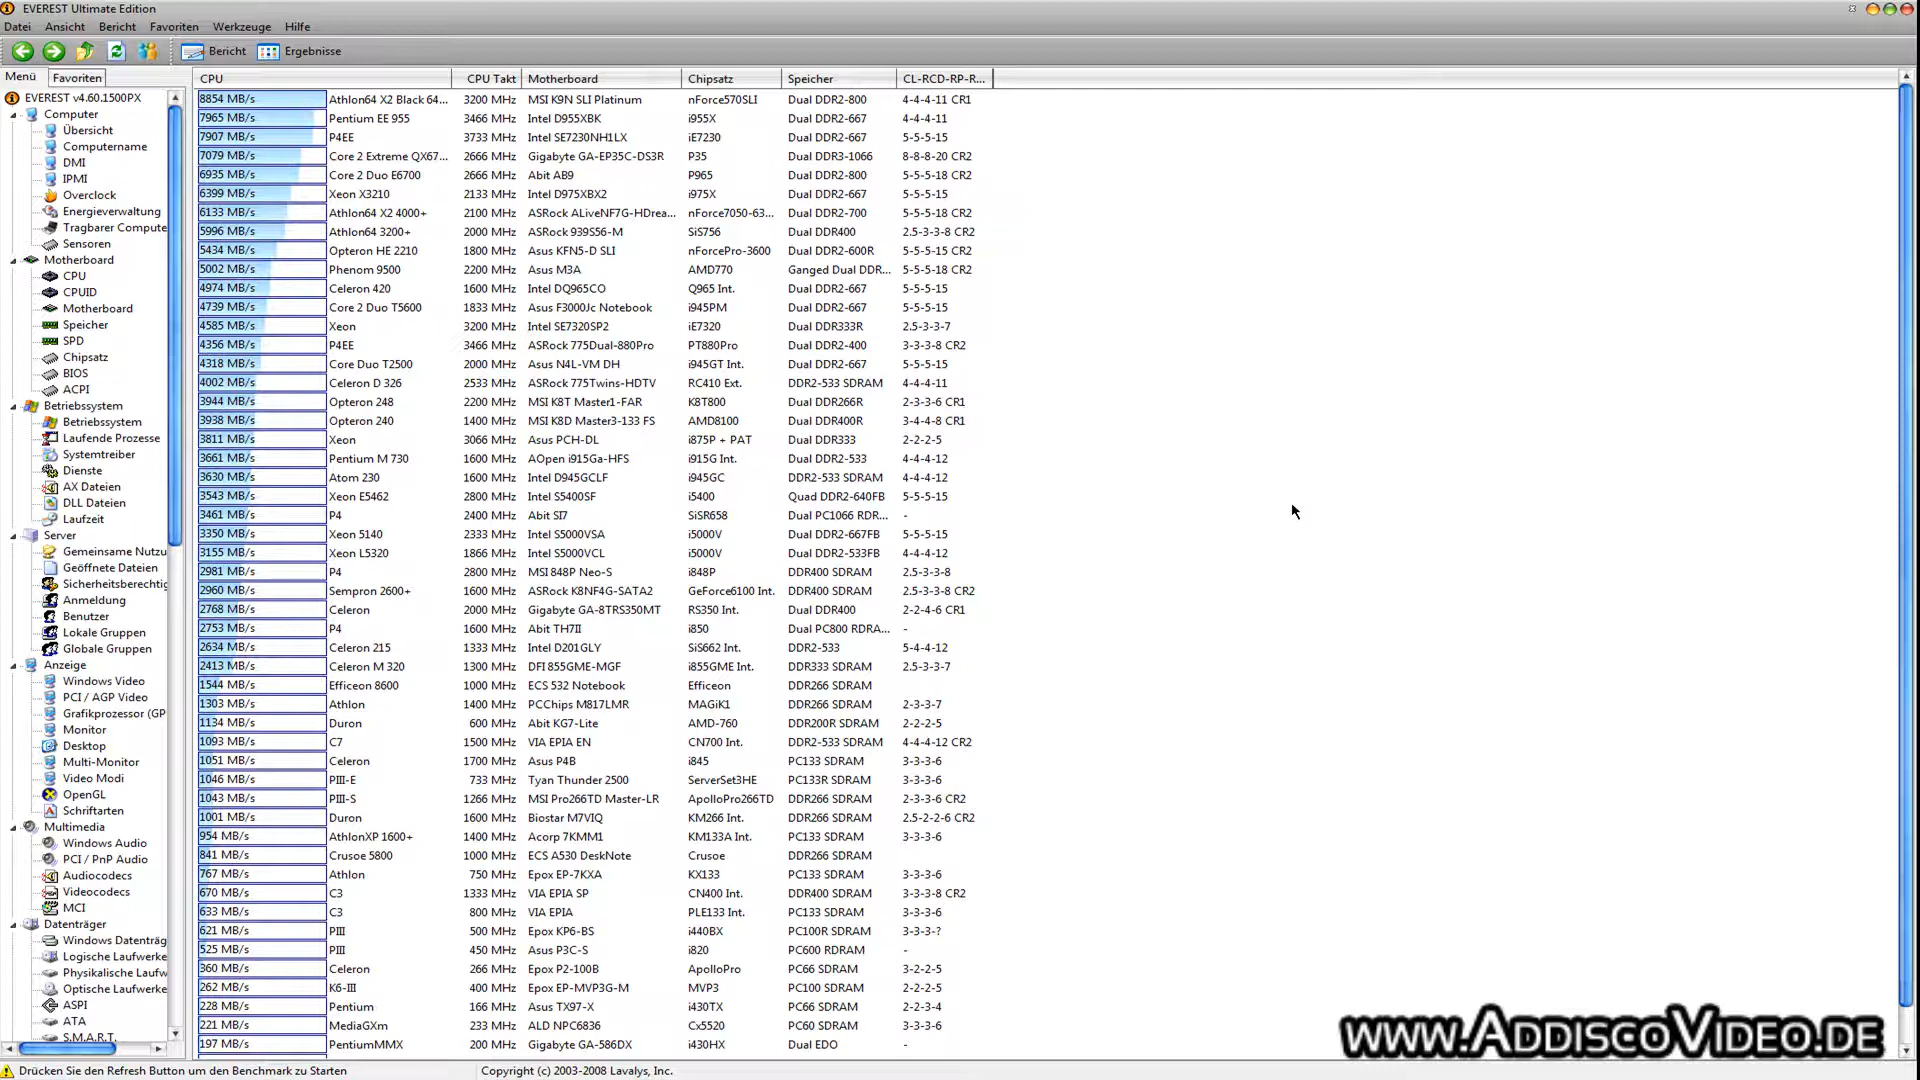 EVEREST Ultimate Edition
Datei Ansicht Bericht Favoriten Werkzeuge Hilfe
Bericht Ergebnisse
Menü Favoriten
EVEREST v4.60.1500PX
Computer
Übersicht
Computername
DMI
IPMI
Overclock
Energieverwaltung
Tragbarer Compute
Sensoren
Motherboard
CPU
CPUID
Motherboard
Speicher
SPD
Chipsatz
BIOS
ACPI
Betriebssystem
Betriebssystem
Laufende Prozesse
Systemtreiber
Dienste
AX Dateien
DLL Dateien
Laufzeit
Server
Gemeinsame Nutzu
Geöffnete Dateien
Sicherheitsberechtig
Anmeldung
Benutzer
Lokale Gruppen
Globale Gruppen
Anzeige
Windows Video
PCI / AGP Video
Grafikprozessor (GP
Monitor
Desktop
Multi-Monitor
Video Modi
OpenGL
Schriftarten
Multimedia
Windows Audio
PCI / PnP Audio
Audiocodecs
Videocodecs
MCI
Datenträger
Windows Datenträg
Logische Laufwerke
Physikalische Laufw
Optische Laufwerke
ASPI
ATA
S.M.A.R.T.
CPU CPU Takt Motherboard Chipsatz Speicher CL-RCD-RP-R...
8854 MB/s Athlon64 X2 Black 64... 3200 MHz MSI K9N SLI Platinum nForce570SLI Dual DDR2-800 4-4-4-11 CR1
7965 MB/s Pentium EE 955 3466 MHz Intel D955XBK i955X Dual DDR2-667 4-4-4-11
7907 MB/s P4EE 3733 MHz Intel SE7230NH1LX iE7230 Dual DDR2-667 5-5-5-15
7079 MB/s Core 2 Extreme QX67... 2666 MHz Gigabyte GA-EP35C-DS3R P35 Dual DDR3-1066 8-8-8-20 CR2
6935 MB/s Core 2 Duo E6700 2666 MHz Abit AB9 P965 Dual DDR2-800 5-5-5-18 CR2
6399 MB/s Xeon X3210 2133 MHz Intel D975XBX2 i975X Dual DDR2-667 5-5-5-15
6133 MB/s Athlon64 X2 4000+ 2100 MHz ASRock ALiveNF7G-HDrea... nForce7050-63... Dual DDR2-700 5-5-5-18 CR2
5996 MB/s Athlon64 3200+ 2000 MHz ASRock 939S56-M SiS756 Dual DDR400 2.5-3-3-8 CR2
5434 MB/s Opteron HE 2210 1800 MHz Asus KFN5-D SLI nForcePro-3600 Dual DDR2-600R 5-5-5-15 CR2
5002 MB/s Phenom 9500 2200 MHz Asus M3A AMD770 Ganged Dual DDR... 5-5-5-18 CR2
4974 MB/s Celeron 420 1600 MHz Intel DQ965CO Q965 Int. Dual DDR2-667 5-5-5-15
4739 MB/s Core 2 Duo T5600 1833 MHz Asus F3000Jc Notebook i945PM Dual DDR2-667 5-5-5-15
4585 MB/s Xeon 3200 MHz Intel SE7320SP2 iE7320 Dual DDR333R 2.5-3-3-7
4356 MB/s P4EE 3466 MHz ASRock 775Dual-880Pro PT880Pro Dual DDR2-400 3-3-3-8 CR2
4318 MB/s Core Duo T2500 2000 MHz Asus N4L-VM DH i945GT Int. Dual DDR2-667 5-5-5-15
4002 MB/s Celeron D 326 2533 MHz ASRock 775Twins-HDTV RC410 Ext. DDR2-533 SDRAM 4-4-4-11
3944 MB/s Opteron 248 2200 MHz MSI K8T Master1-FAR K8T800 Dual DDR266R 2-3-3-6 CR1
3938 MB/s Opteron 240 1400 MHz MSI K8D Master3-133 FS AMD8100 Dual DDR400R 3-4-4-8 CR1
3811 MB/s Xeon 3066 MHz Asus PCH-DL i875P + PAT Dual DDR333 2-2-2-5
3661 MB/s Pentium M 730 1600 MHz AOpen i915Ga-HFS i915G Int. Dual DDR2-533 4-4-4-12
3630 MB/s Atom 230 1600 MHz Intel D945GCLF i945GC DDR2-533 SDRAM 4-4-4-12
3543 MB/s Xeon E5462 2800 MHz Intel S5400SF i5400 Quad DDR2-640FB 5-5-5-15
3461 MB/s P4 2400 MHz Abit SI7 SiSR658 Dual PC1066 RDR... -
3350 MB/s Xeon 5140 2333 MHz Intel S5000VSA i5000V Dual DDR2-667FB 5-5-5-15
3155 MB/s Xeon L5320 1866 MHz Intel S5000VCL i5000V Dual DDR2-533FB 4-4-4-12
2981 MB/s P4 2800 MHz MSI 848P Neo-S i848P DDR400 SDRAM 2.5-3-3-8
2960 MB/s Sempron 2600+ 1600 MHz ASRock K8NF4G-SATA2 GeForce6100 Int. DDR400 SDRAM 2.5-3-3-8 CR2
2768 MB/s Celeron 2000 MHz Gigabyte GA-8TRS350MT RS350 Int. Dual DDR400 2-2-4-6 CR1
2753 MB/s P4 1600 MHz Abit TH7II i850 Dual PC800 RDRA... -
2634 MB/s Celeron 215 1333 MHz Intel D201GLY SiS662 Int. DDR2-533 5-4-4-12
2413 MB/s Celeron M 320 1300 MHz DFI 855GME-MGF i855GME Int. DDR333 SDRAM 2.5-3-3-7
1544 MB/s Efficeon 8600 1000 MHz ECS 532 Notebook Efficeon DDR266 SDRAM
1303 MB/s Athlon 1400 MHz PCChips M817LMR MAGiK1 DDR266 SDRAM 2-3-3-7
1134 MB/s Duron 600 MHz Abit KG7-Lite AMD-760 DDR200R SDRAM 2-2-2-5
1093 MB/s C7 1500 MHz VIA EPIA EN CN700 Int. DDR2-533 SDRAM 4-4-4-12 CR2
1051 MB/s Celeron 1700 MHz Asus P4B i845 PC133 SDRAM 3-3-3-6
1046 MB/s PIII-E 733 MHz Tyan Thunder 2500 ServerSet3HE PC133R SDRAM 3-3-3-6
1043 MB/s PIII-S 1266 MHz MSI Pro266TD Master-LR ApolloPro266TD DDR266 SDRAM 2-3-3-6 CR2
1001 MB/s Duron 1600 MHz Biostar M7VIQ KM266 Int. DDR266 SDRAM 2.5-2-2-6 CR2
954 MB/s AthlonXP 1600+ 1400 MHz Acorp 7KMM1 KM133A Int. PC133 SDRAM 3-3-3-6
841 MB/s Crusoe 5800 1000 MHz ECS A530 DeskNote Crusoe DDR266 SDRAM
767 MB/s Athlon 750 MHz Epox EP-7KXA KX133 PC133 SDRAM 3-3-3-6
670 MB/s C3 1333 MHz VIA EPIA SP CN400 Int. DDR400 SDRAM 3-3-3-8 CR2
633 MB/s C3 800 MHz VIA EPIA PLE133 Int. PC133 SDRAM 3-3-3-6
621 MB/s PIII 500 MHz Epox KP6-BS i440BX PC100R SDRAM 3-3-3-?
525 MB/s PIII 450 MHz Asus P3C-S i820 PC600 RDRAM -
360 MB/s Celeron 266 MHz Epox P2-100B ApolloPro PC66 SDRAM 3-2-2-5
262 MB/s K6-III 400 MHz Epox EP-MVP3G-M MVP3 PC100 SDRAM 2-2-2-5
228 MB/s Pentium 166 MHz Asus TX97-X i430TX PC66 SDRAM 2-2-3-4
221 MB/s MediaGXm 233 MHz ALD NPC6836 Cx5520 PC60 SDRAM 3-3-3-6
197 MB/s PentiumMMX 200 MHz Gigabyte GA-586DX i430HX Dual EDO -
www.AddiscoVideo.de
Drücken Sie den Refresh Button um den Benchmark zu Starten Copyright (c) 2003-2008 Lavalys, Inc.